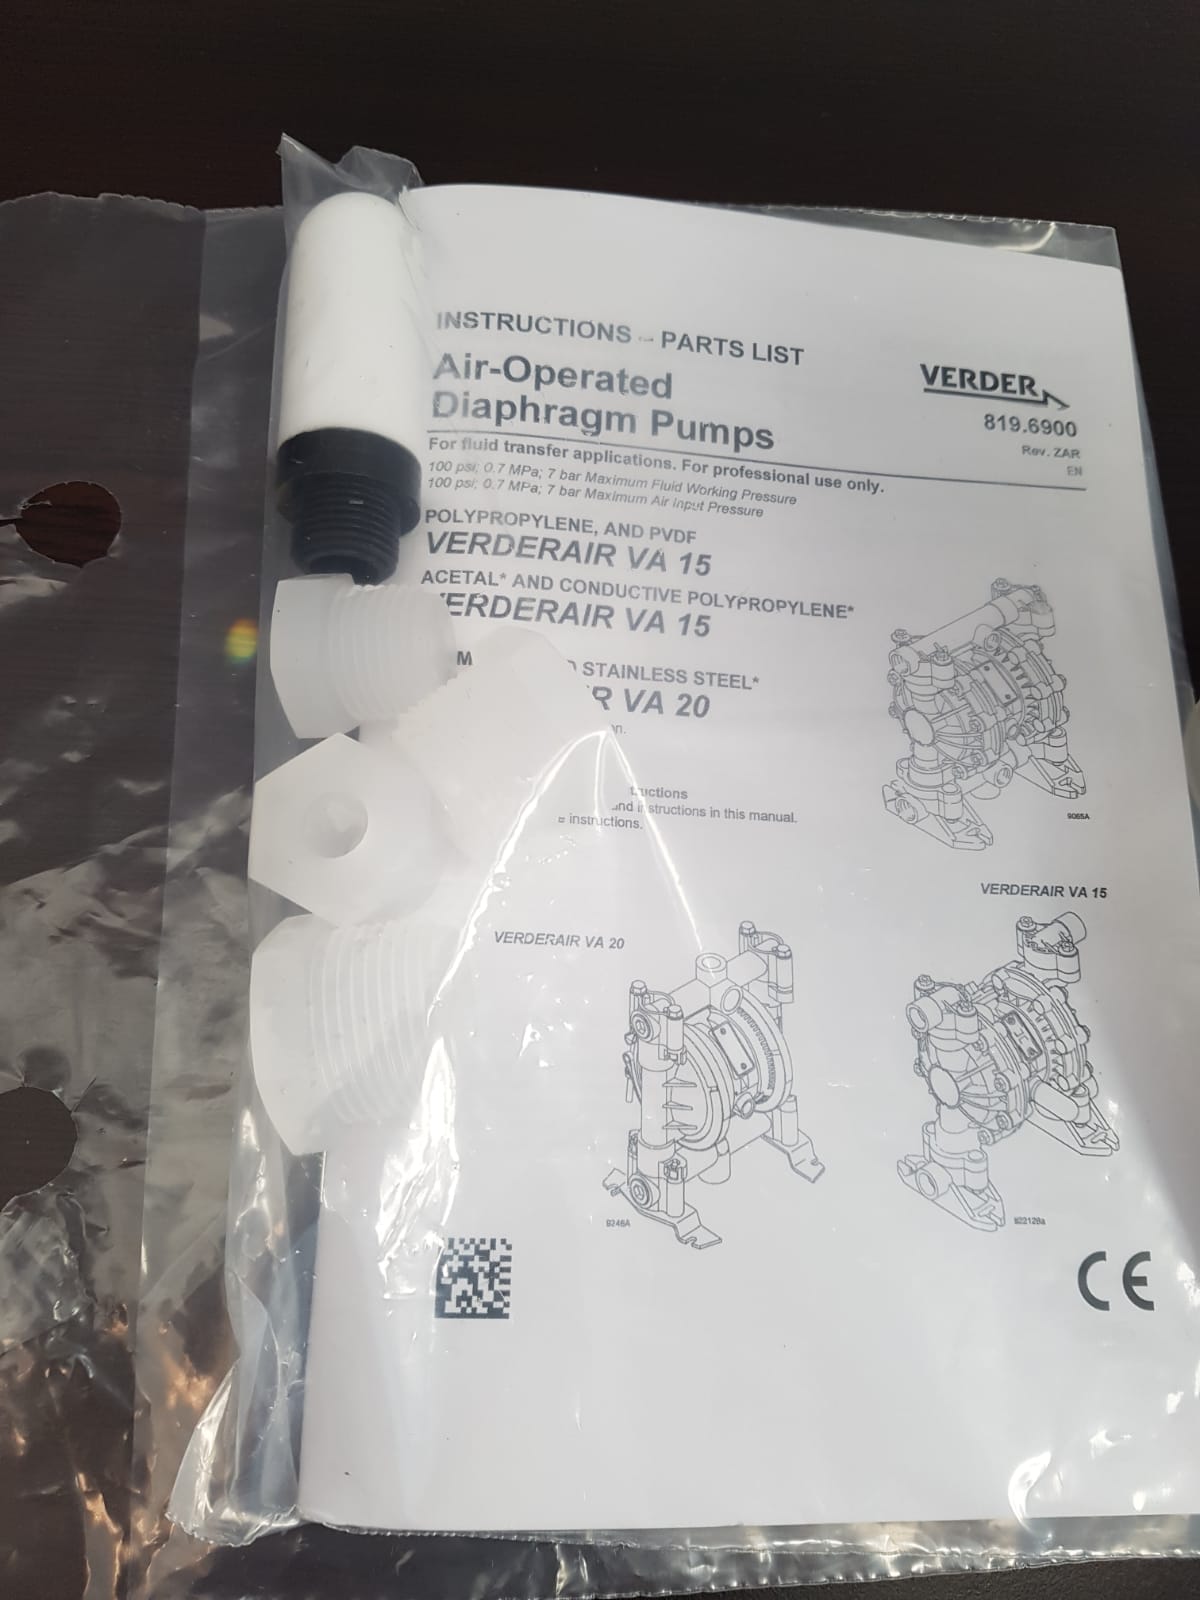 INSTRUCTIONS - PARTS LIST
Air-Operated
Diaphragm Pumps
VERDER
819.6900
Rev. ZAR
EN
For fluid transfer applications. For professional use only.
100 psi; 0.7 MPa; 7 bar Maximum Fluid Working Pressure
100 psi; 0.7 MPa; 7 bar Maximum Air Input Pressure
POLYPROPYLENE, AND PVDF
VERDERAIR VA 15
ACETAL* AND CONDUCTIVE POLYPROPYLENE*
VERDERAIR VA 15
STAINLESS STEEL*
VA 20
instructions in this manual.
instructions.
9065A
VERDERAIR VA 15
VERDERAIR VA 20
9246A
CE